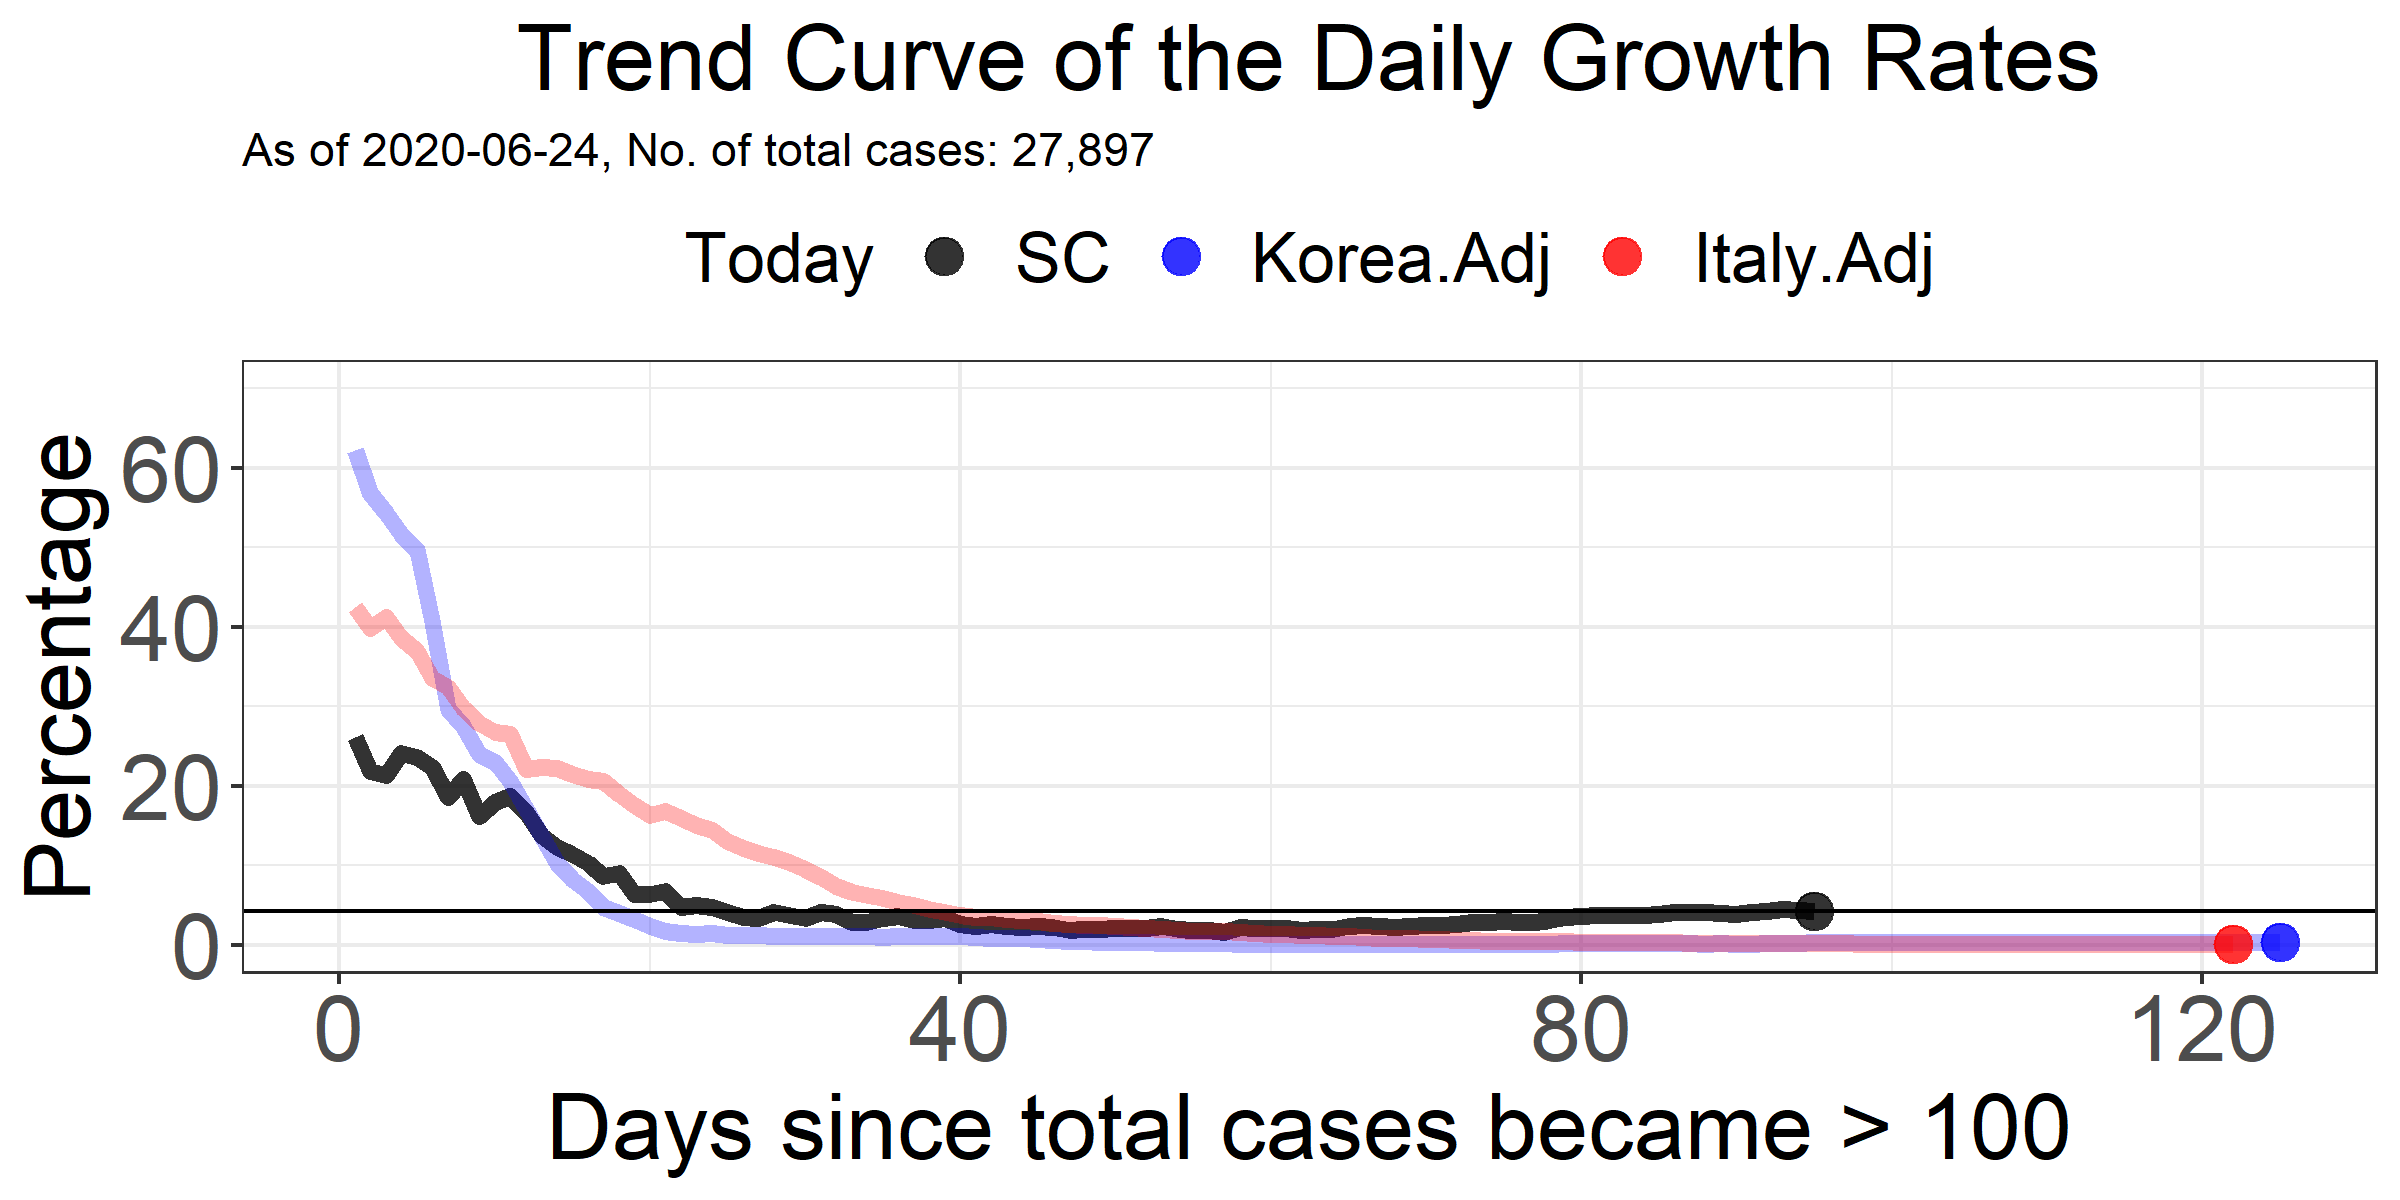 Trend Curve of the Daily Growth Rates
As of 2020-06-24, No. of total cases: 27,897
Today SC Korea.Adj Italy.Adj
Percentage
60
40
20
0
0 40 80 120
Days since total cases became > 100